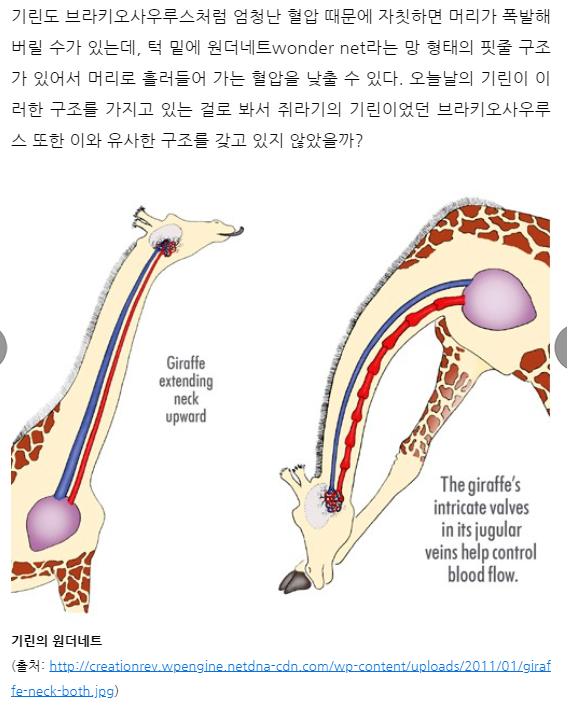 기린도 브라키오사우루스처럼 엄청난 혈압 때문에 자칫하면 머리가 폭발해
버릴 수가 있는데, 턱 밑에 원더네트wonder net라는 망 형태의 핏줄 구조
가 있어서 머리로 흘러들어 가는 혈압을 낮출 수 있다. 오늘날의 기린이 이
러한 구조를 가지고 있는 걸로 봐서 쥐라기의 기린이었던 브라키오사우루
스 또한 이와 유사한 구조를 갖고 있지 않았을까?
Giraffe
extending
neck
upward
The giraffe's
intricate valves
in its jugular
veins help control
blood flow.
기린의 원더네트
(출처: http://creationrev.wpengine.netdna-cdn.com/wp-content/uploads/2011/01/giraf
fe-neck-both.jpg)